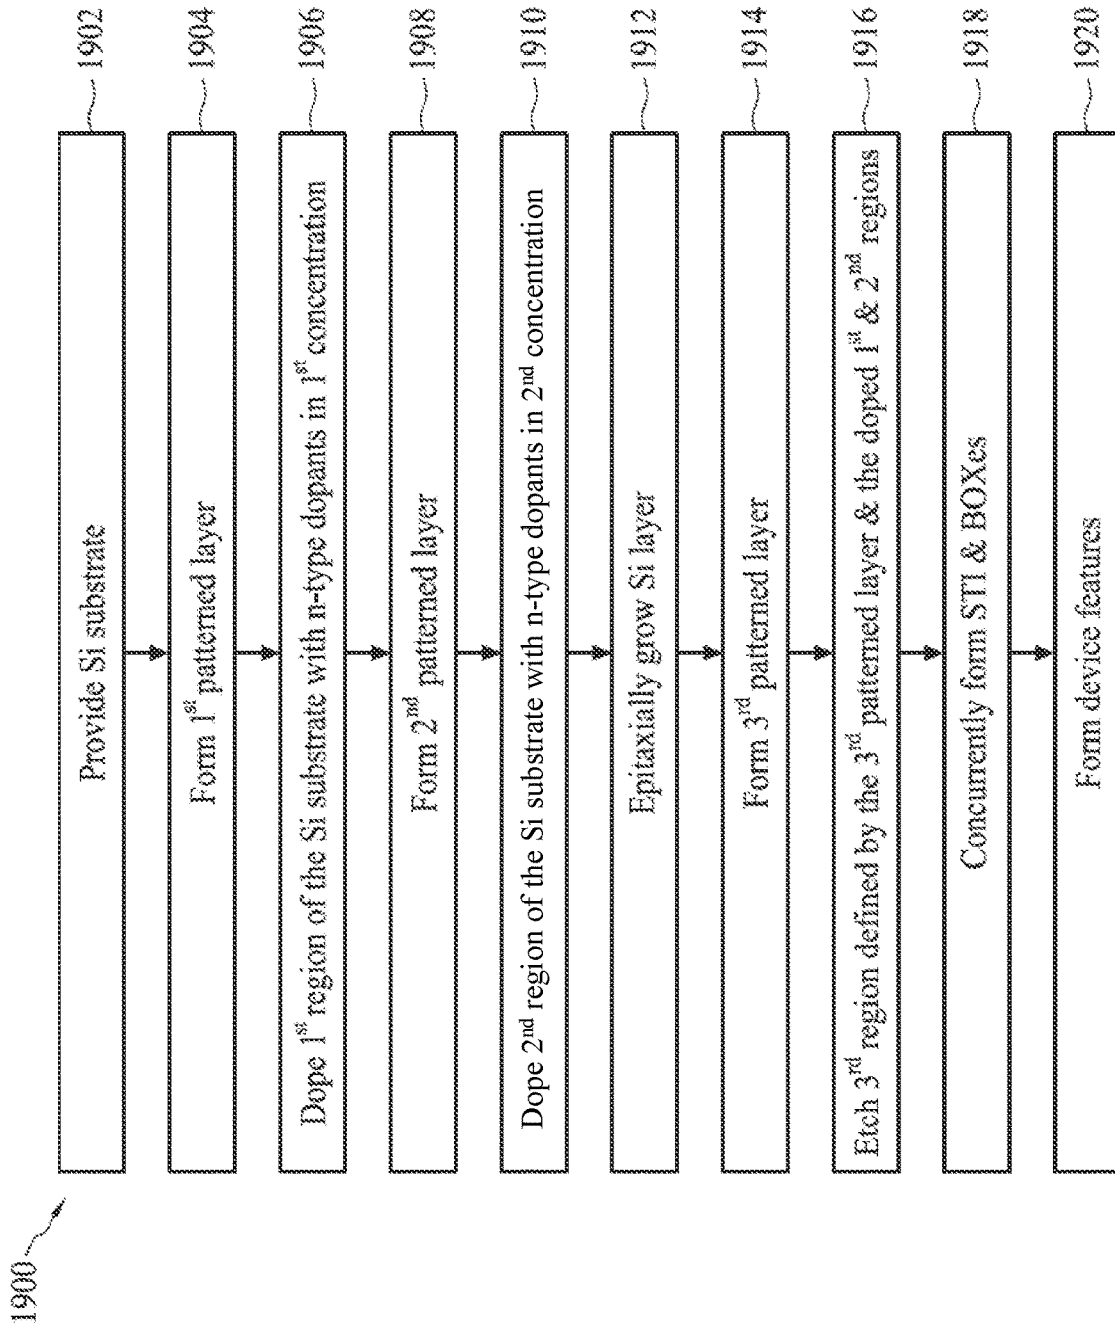 1900
Provide Si substrate 1902
Form 1st patterned layer 1904
Dope 1st region of the Si substrate with n-type dopants in 1st concentration 1906
Form 2nd patterned layer 1908
Dope 2nd region of the Si substrate with n-type dopants in 2nd concentration 1910
Epitaxially grow Si layer 1912
Form 3rd patterned layer 1914
Etch 3rd region defined by the 3rd patterned layer & the doped 1st & 2nd regions 1916
Concurrently form STI & BOXes 1918
Form device features 1920